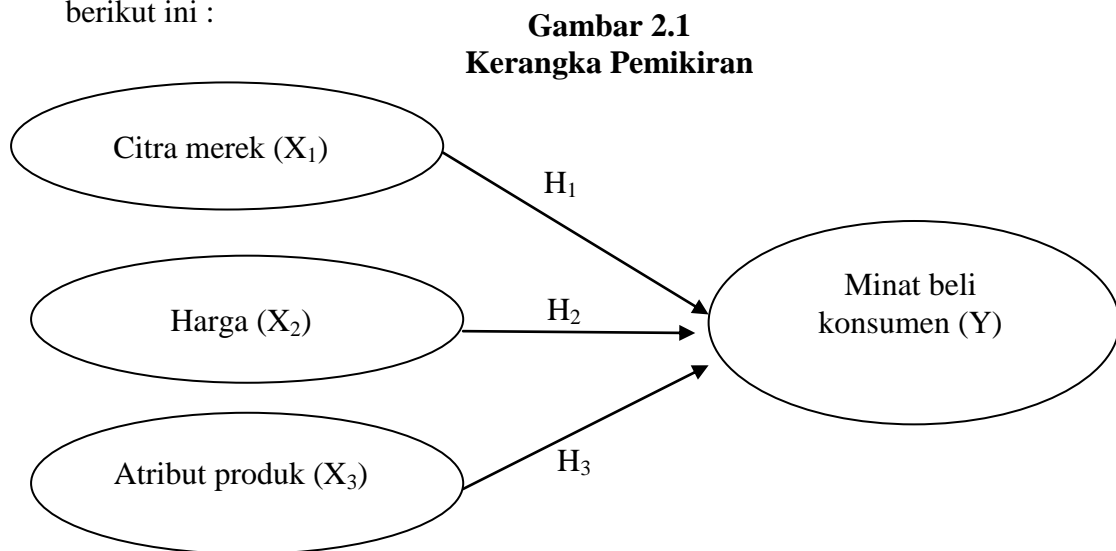 berikut ini :
Gambar 2.1
Kerangka Pemikiran
Citra merek (X₁)
H₁
Minat beli
konsumen (Y)
Harga (X₂)
H₂
Atribut produk (X₃)
H₃